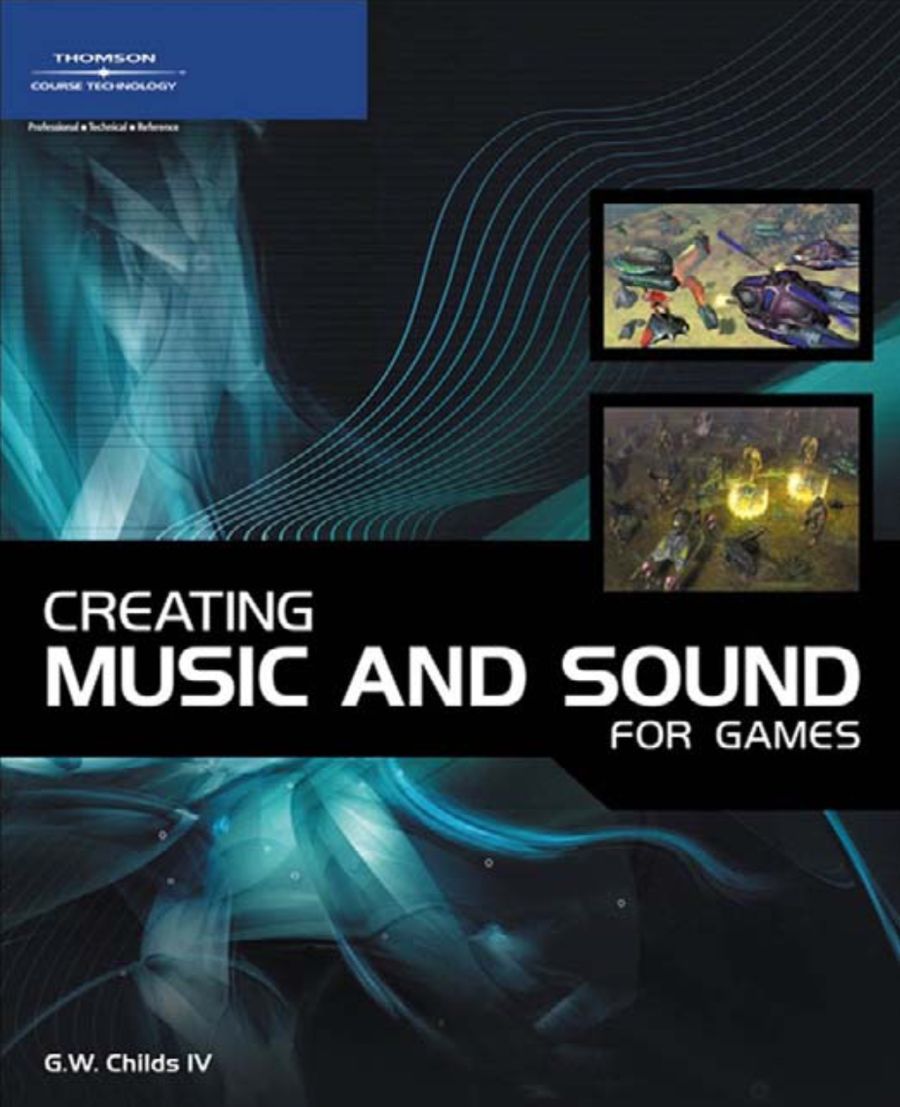 THOMSON
COURSE TECHNOLOGY
Professional ■ Technical ■ Reference
CREATING
MUSIC AND SOUND
FOR GAMES
G.W. Childs IV